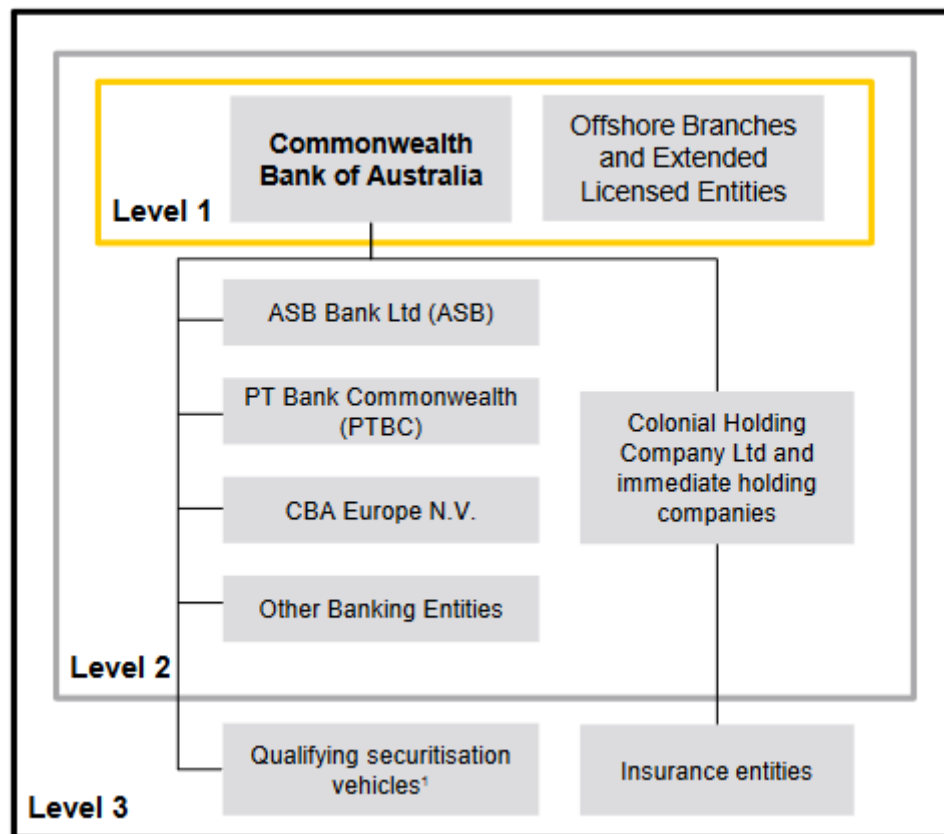 Commonwealth
Bank of Australia
Offshore Branches
and Extended
Licensed Entities
Level 1
ASB Bank Ltd (ASB)
PT Bank Commonwealth
(PTBC)
CBA Europe N.V.
Other Banking Entities
Colonial Holding
Company Ltd and
immediate holding
companies
Level 2
Qualifying securitisation
vehicles¹
Insurance entities
Level 3